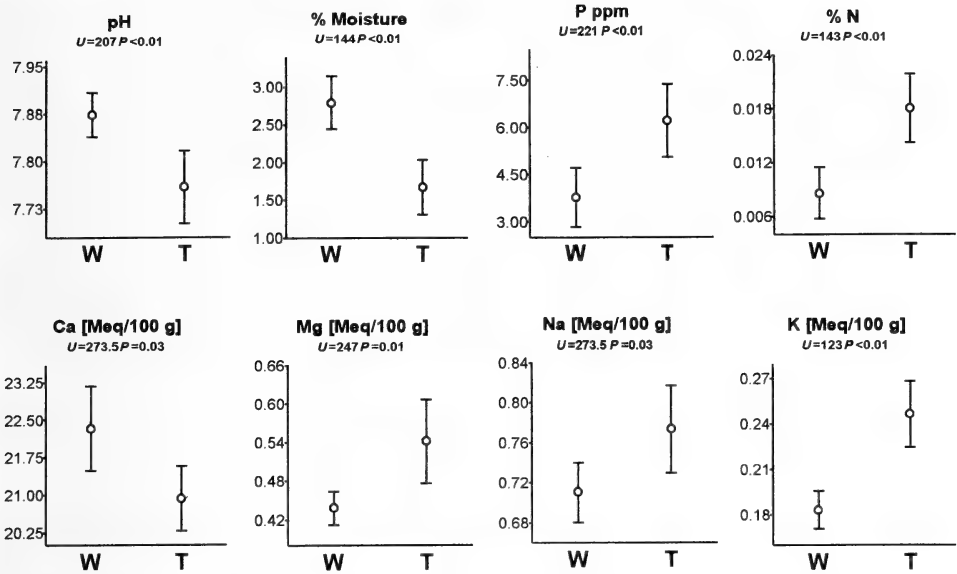 pH
U=207 P<0.01
7.95
7.88
7.80
7.73
W T
% Moisture
U=144 P<0.01
3.00
2.50
2.00
1.50
1.00
W T
P ppm
U=221 P<0.01
7.50
6.00
4.50
3.00
W T
% N
U=143 P<0.01
0.024
0.018
0.012
0.006
W T
Ca [Meq/100 g]
U=273.5 P=0.03
23.25
22.50
21.75
21.00
20.25
W T
Mg [Meq/100 g]
U=247 P=0.01
0.66
0.60
0.54
0.48
0.42
W T
Na [Meq/100 g]
U=273.5 P=0.03
0.84
0.80
0.76
0.72
0.68
W T
K [Meq/100 g]
U=123 P<0.01
0.27
0.24
0.21
0.18
W T